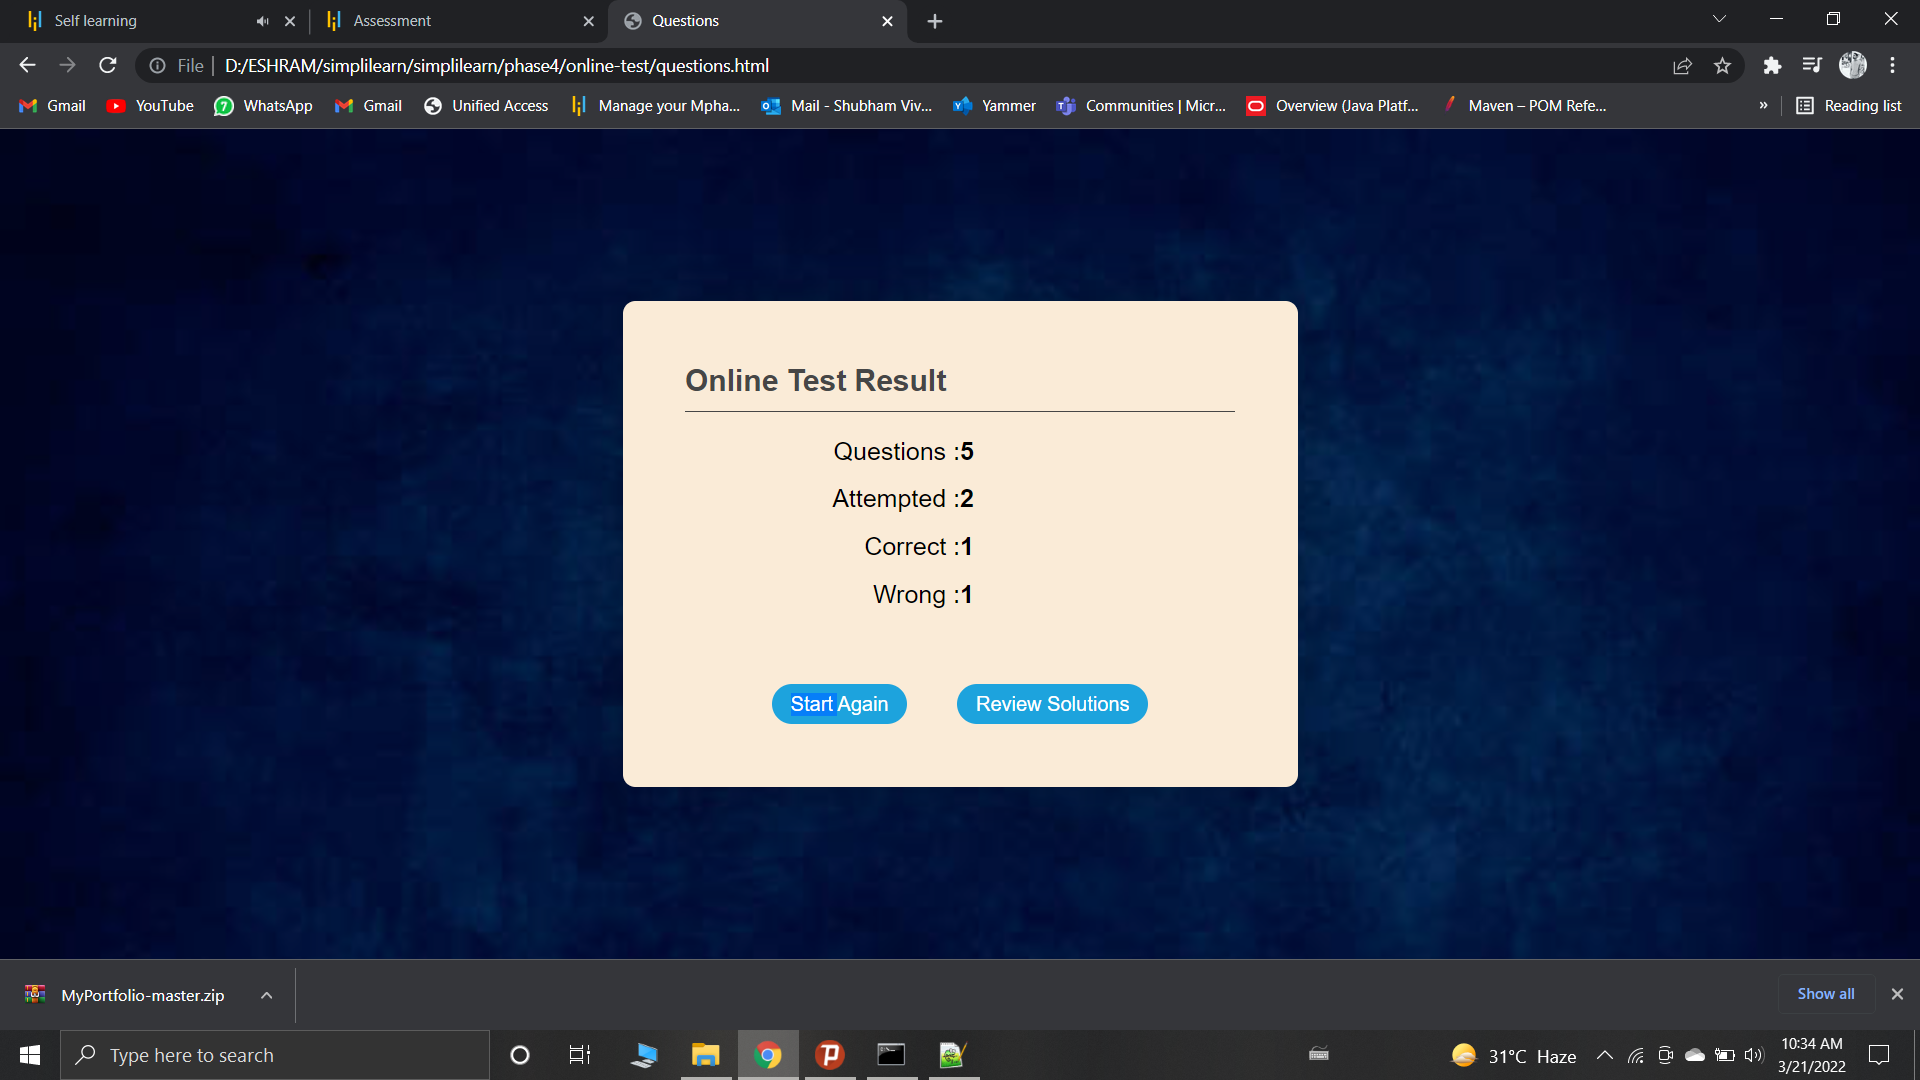 Self learning
Assessment
Questions
File
D:/ESHRAM/simplilearn/simplilearn/phase4/online-test/questions.html
Gmail
YouTube
7
WhatsApp
Gmail
Unified Access
Manage your Mpha...
Mail - Shubham Viv...
Yammer
Communities | Micr...
Overview (Java Platf...
Maven – POM Refe...
»
Reading list
Online Test Result
Questions :5
Attempted :2
Correct :1
Wrong :1
Start Again
Review Solutions
MyPortfolio-master.zip
Show all
Type here to search
31°C Haze
10:34 AM
3/21/2022